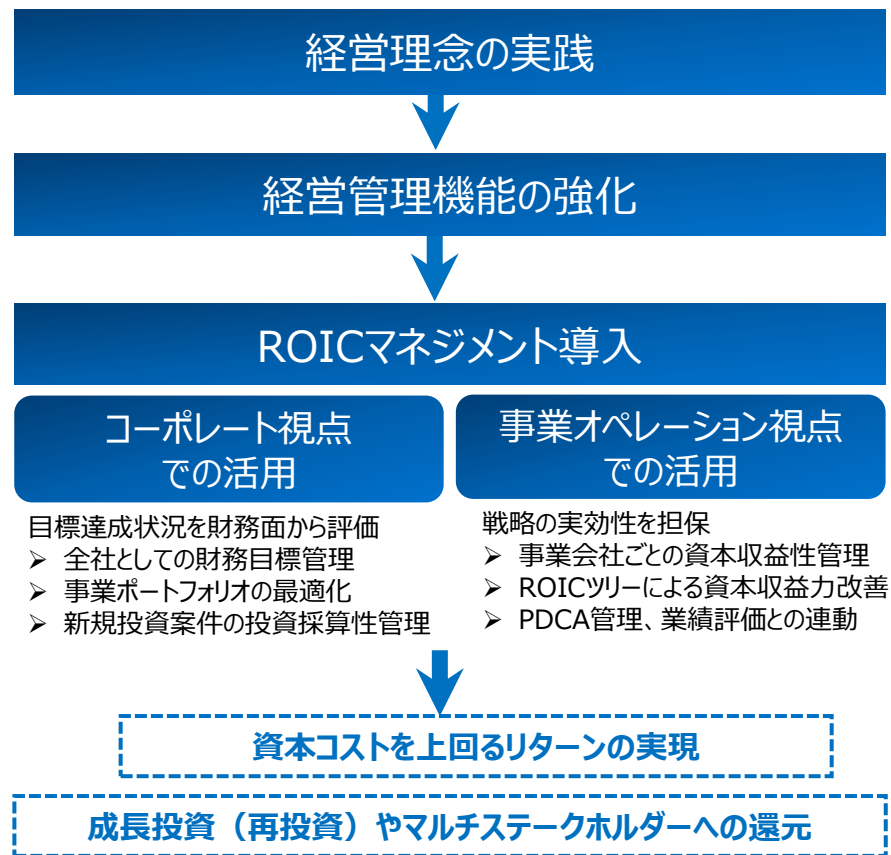 経営理念の実践
経営管理機能の強化
ROICマネジメント導入
コーポレート視点
での活用
目標達成状況を財務面から評価
➢ 全社としての財務目標管理
➢ 事業ポートフォリオの最適化
➢ 新規投資案件の投資採算性管理
事業オペレーション視点
での活用
戦略の実効性を担保
➢ 事業会社ごとの資本収益性管理
➢ ROICツリーによる資本収益力改善
➢ PDCA管理、業績評価との連動
資本コストを上回るリターンの実現
成長投資（再投資）やマルチステークホルダーへの還元